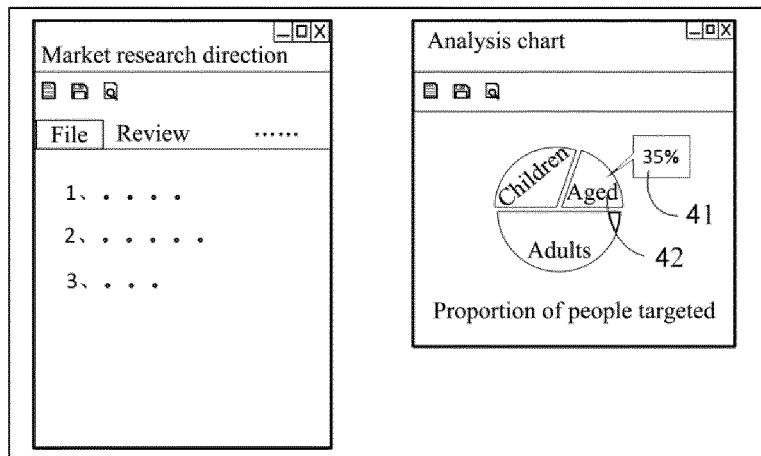 Market research direction
File Review ......
1、. . . .
2、. . . . .
3、. . .
Analysis chart
35%
Children
Aged
41
Adults
42
Proportion of people targeted